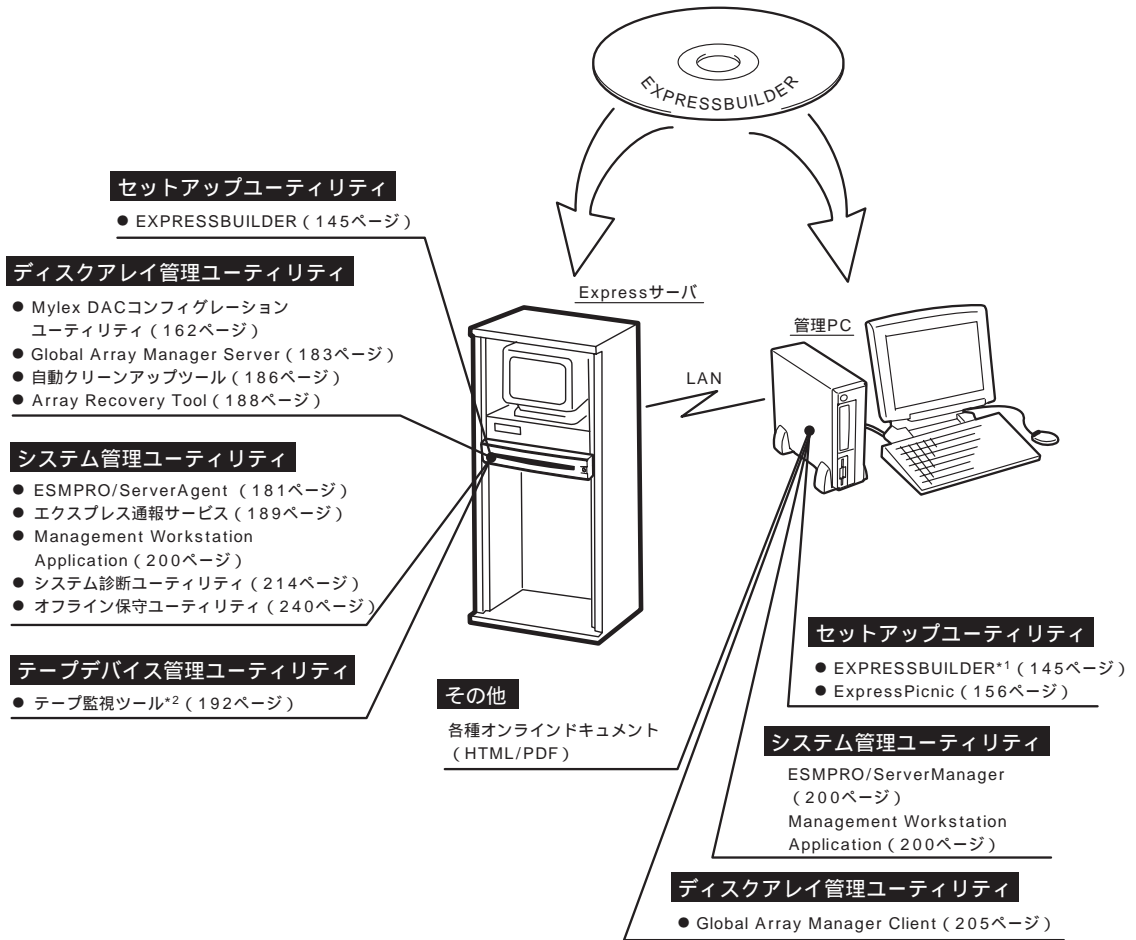 EXPRESSBUILDER
セットアップユーティリティ
● EXPRESSBUILDER（145ページ）
ディスクアレイ管理ユーティリティ
● Mylex DACコンフィグレーション
ユーティリティ（162ページ）
● Global Array Manager Server（183ページ）
● 自動クリーンアップツール（186ページ）
● Array Recovery Tool（188ページ）
システム管理ユーティリティ
● ESMPRO/ServerAgent （181ページ）
● エクスプレス通報サービス（189ページ）
● Management Workstation
Application（200ページ）
● システム診断ユーティリティ（214ページ）
● オフライン保守ユーティリティ（240ページ）
テープデバイス管理ユーティリティ
● テープ監視ツール*2（192ページ）
Expressサーバ
LAN
管理PC
その他
各種オンラインドキュメント
（HTML/PDF）
セットアップユーティリティ
● EXPRESSBUILDER*1（145ページ）
● ExpressPicnic（156ページ）
システム管理ユーティリティ
ESMPRO/ServerManager
（200ページ）
Management Workstation
Application（200ページ）
ディスクアレイ管理ユーティリティ
● Global Array Manager Client（205ページ）